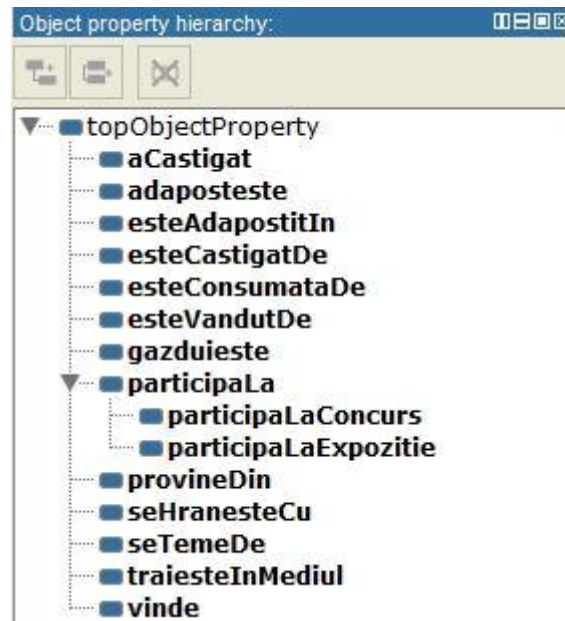 Object property hierarchy:
topObjectProperty
aCastigat
adaposteste
esteAdapostitIn
esteCastigatDe
esteConsumataDe
esteVandutDe
gazduieste
participaLa
participaLaConcurs
participaLaExpozitie
provineDin
seHranesteCu
seTemeDe
traiesteInMediul
vinde